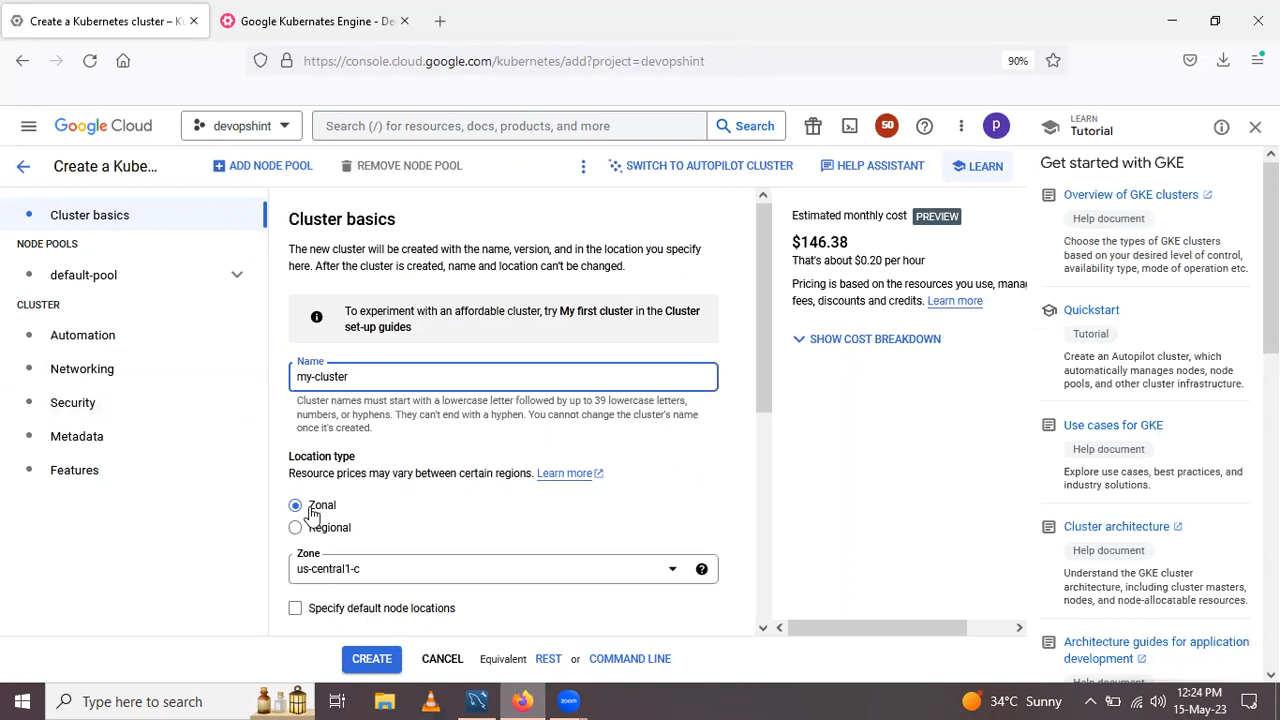 Create a Kubernetes cluster – K
Google Kubernates Engine - De
https://console.cloud.google.com/kubernetes/add?project=devopshint
90%
Google Cloud
devopshint
Search (/) for resources, docs, products, and more
Search
50
p
LEARN
Tutorial
Create a Kube...
ADD NODE POOL
REMOVE NODE POOL
SWITCH TO AUTOPILOT CLUSTER
HELP ASSISTANT
LEARN
Cluster basics
NODE POOLS
default-pool
CLUSTER
Automation
Networking
Security
Metadata
Features
Cluster basics
The new cluster will be created with the name, version, and in the location you specify
here. After the cluster is created, name and location can't be changed.
To experiment with an affordable cluster, try My first cluster in the Cluster
set-up guides
Name
my-cluster
Cluster names must start with a lowercase letter followed by up to 39 lowercase letters,
numbers, or hyphens. They can't end with a hyphen. You cannot change the cluster's name
once it's created.
Location type
Resource prices may vary between certain regions. Learn more
Zonal
Regional
Zone
us-central1-c
Specify default node locations
CREATE
CANCEL
Equivalent REST or COMMAND LINE
Estimated monthly cost PREVIEW
$146.38
That's about $0.20 per hour
Pricing is based on the resources you use, mana
fees, discounts and credits. Learn more
SHOW COST BREAKDOWN
Get started with GKE
Overview of GKE clusters
Help document
Choose the types of GKE clusters
based on your desired level of control,
availability type, mode of operation etc.
Quickstart
Tutorial
Create an Autopilot cluster, which
automatically manages nodes, node
pools, and other cluster infrastructure.
Use cases for GKE
Help document
Explore use cases, best practices, and
industry solutions.
Cluster architecture
Help document
Understand the GKE cluster
architecture, including cluster masters,
nodes, and node-allocatable resources.
Architecture guides for application
development
Type here to search
zoom
34°C Sunny
12:24 PM
15-May-23